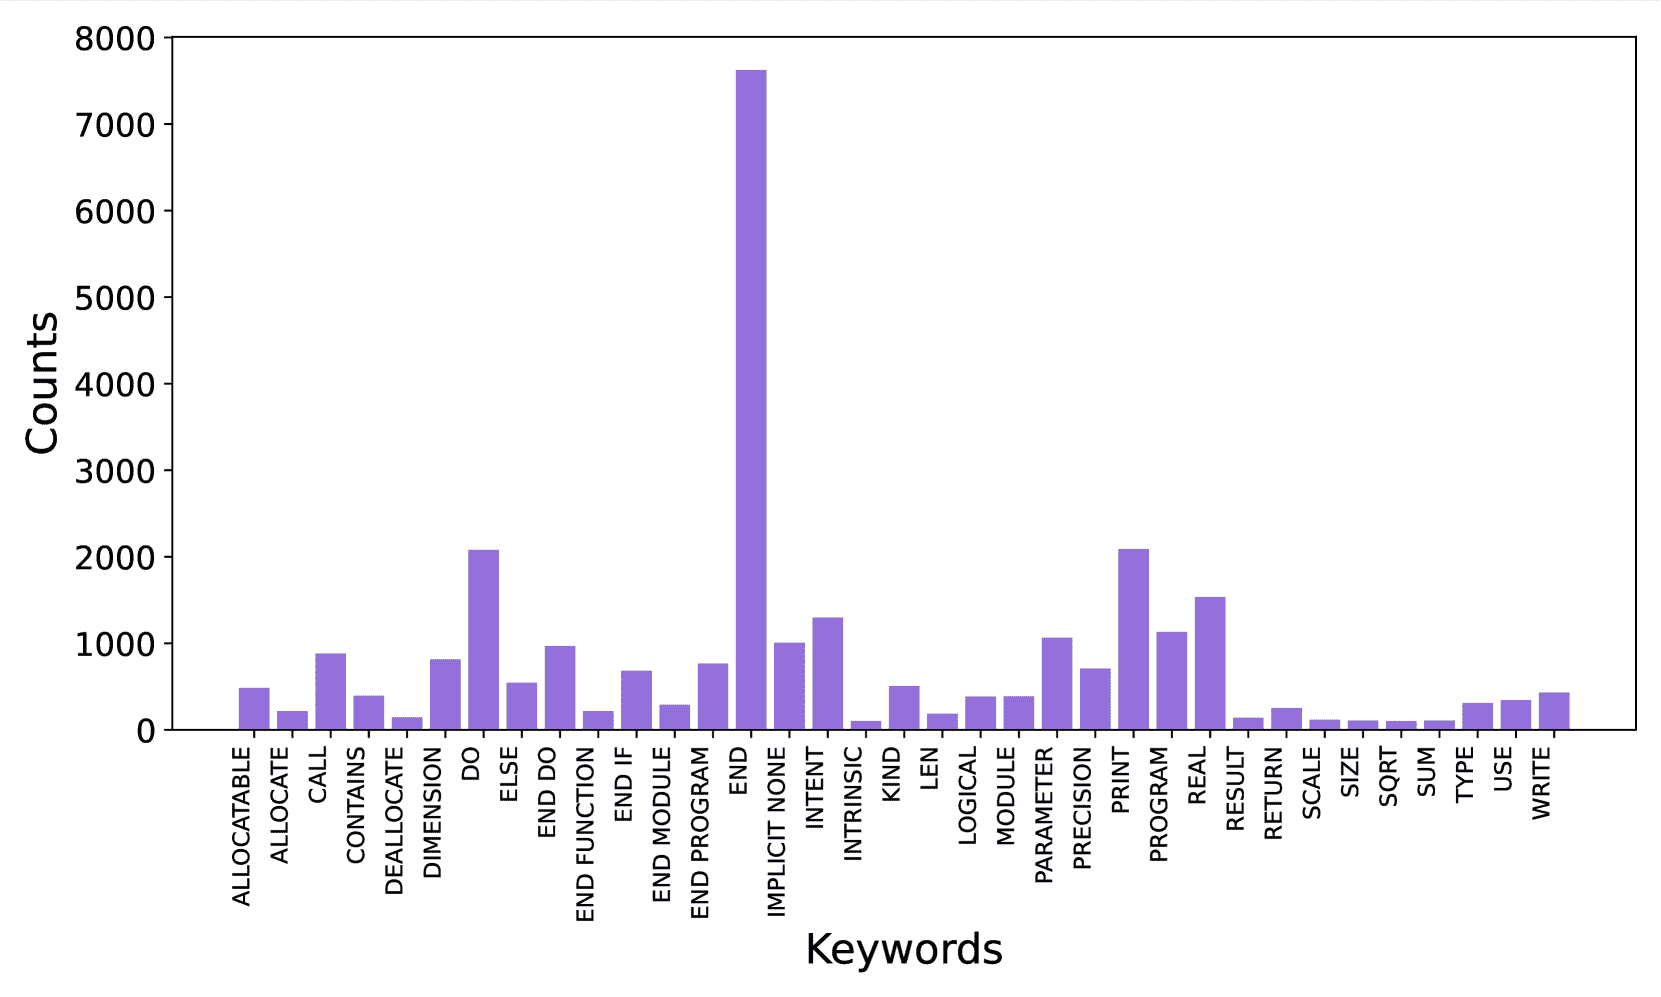 8000
7000
6000
5000
4000
3000
2000
1000
0
Counts
ALLOCATABLE
ALLOCATE
CALL
CONTAINS
DEALLOCATE
DIMENSION
DO
ELSE
END DO
END FUNCTION
END IF
END MODULE
END PROGRAM
END
IMPLICIT NONE
INTENT
INTRINSIC
KIND
LEN
LOGICAL
MODULE
PARAMETER
PRECISION
PRINT
PROGRAM
REAL
RESULT
RETURN
SCALE
SIZE
SQRT
SUM
TYPE
USE
WRITE
Keywords